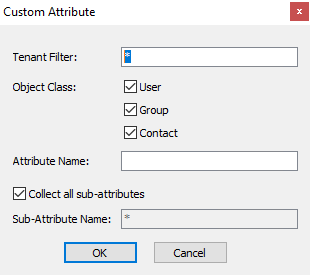 Custom Attribute x
Tenant Filter: *
Object Class: User
Group
Contact
Attribute Name:
Collect all sub-attributes
Sub-Attribute Name: *
OK Cancel